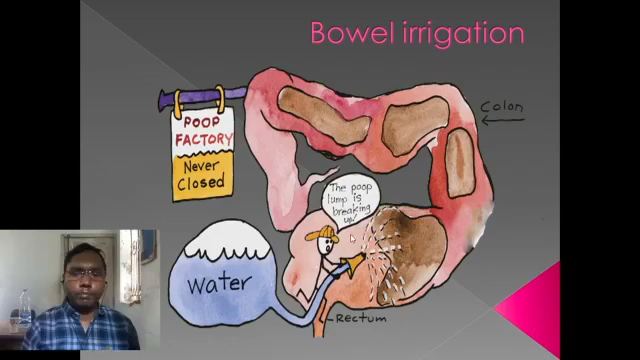 Bowel irrigation
POOP
FACTORY
Never
Closed
Colon
The poop
lump is
breaking
up!
water
Rectum